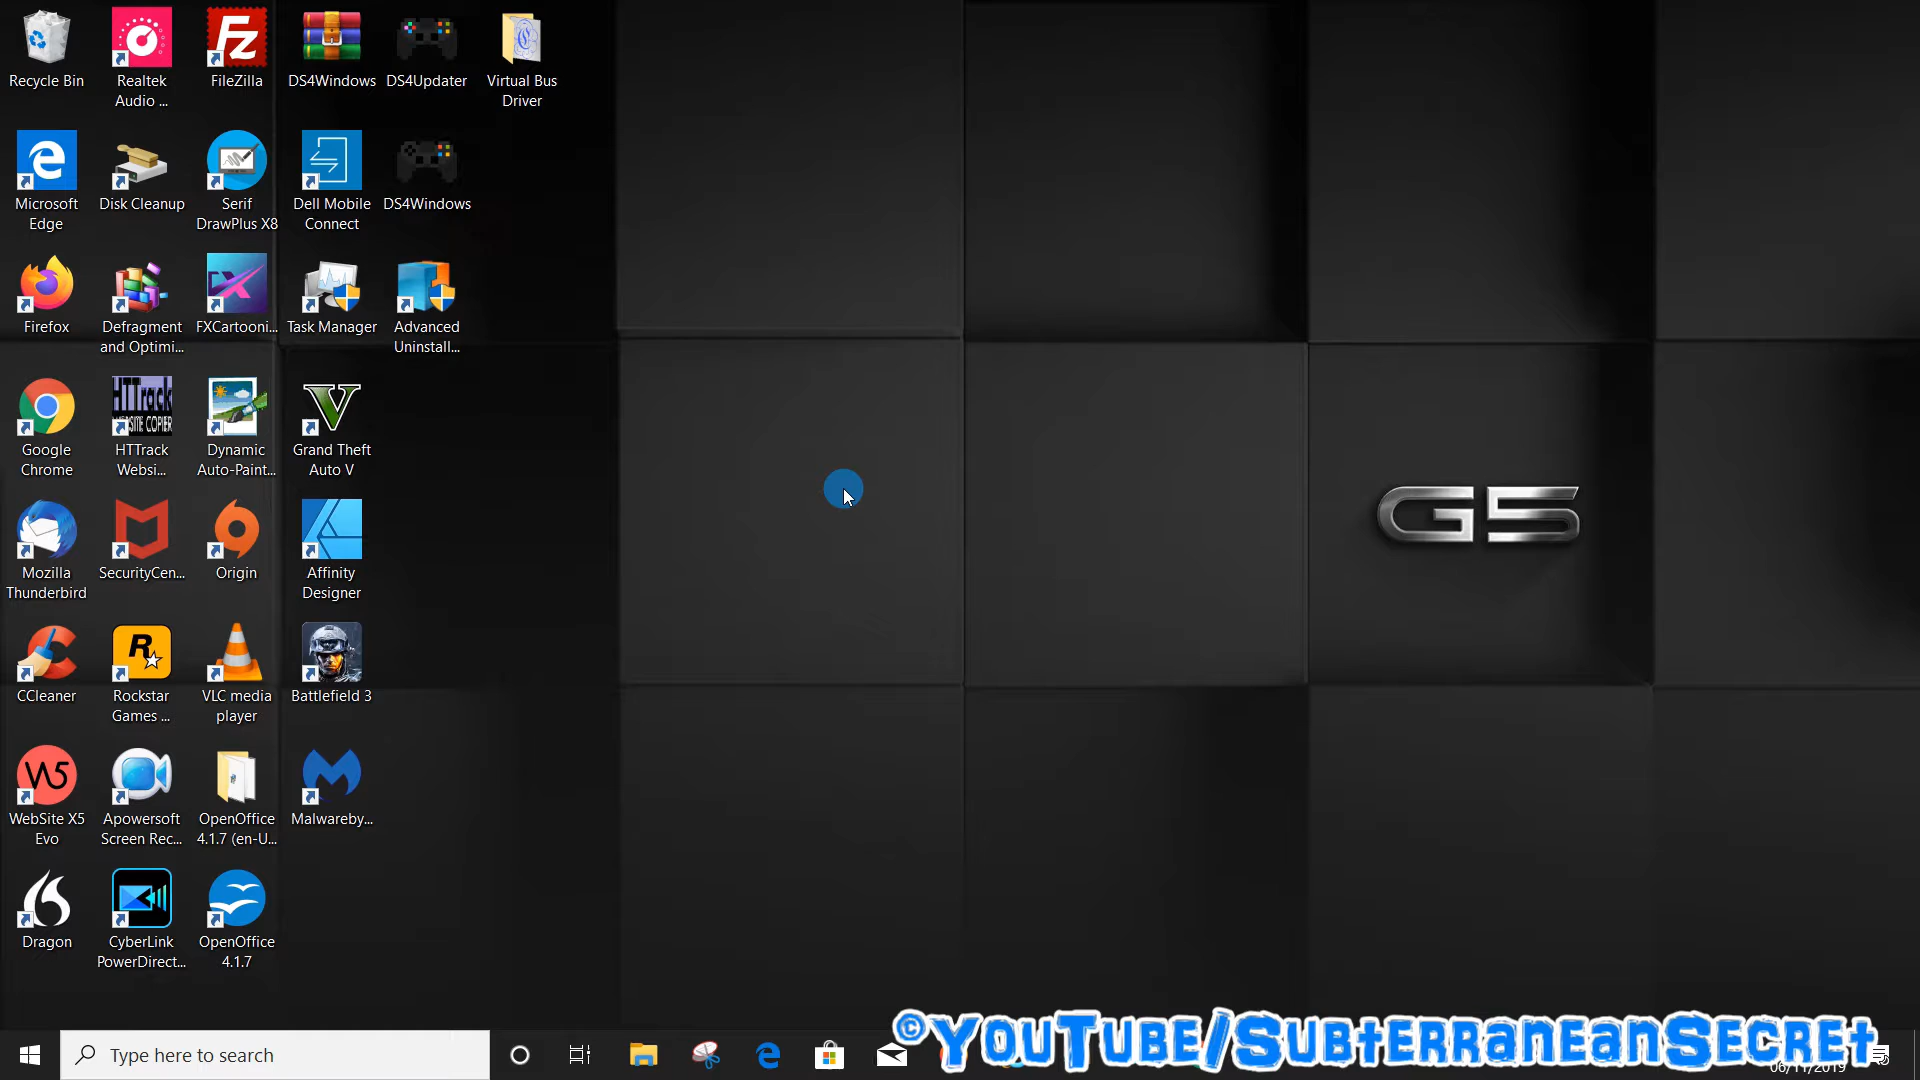 Recycle Bin
Realtek
Audio ...
FileZilla
DS4Windows
DS4Updater
Virtual Bus
Driver
Microsoft
Edge
Disk Cleanup
Serif
DrawPlus X8
Dell Mobile
Connect
DS4Windows
Firefox
Defragment
and Optimi...
FXCartooni...
Task Manager
Advanced
Uninstall...
Google
Chrome
HTTrack
Websi...
Dynamic
Auto-Paint...
Grand Theft
Auto V
G5
Mozilla
Thunderbird
SecurityCen...
Origin
Affinity
Designer
CCleaner
Rockstar
Games ...
VLC media
player
Battlefield 3
WebSite X5
Evo
Apowersoft
Screen Rec...
OpenOffice
4.1.7 (en-U...
Malwareby...
Dragon
CyberLink
PowerDirect...
OpenOffice
4.1.7
Type here to search
©YouTube/SubterraneanSecret
06/11/2019